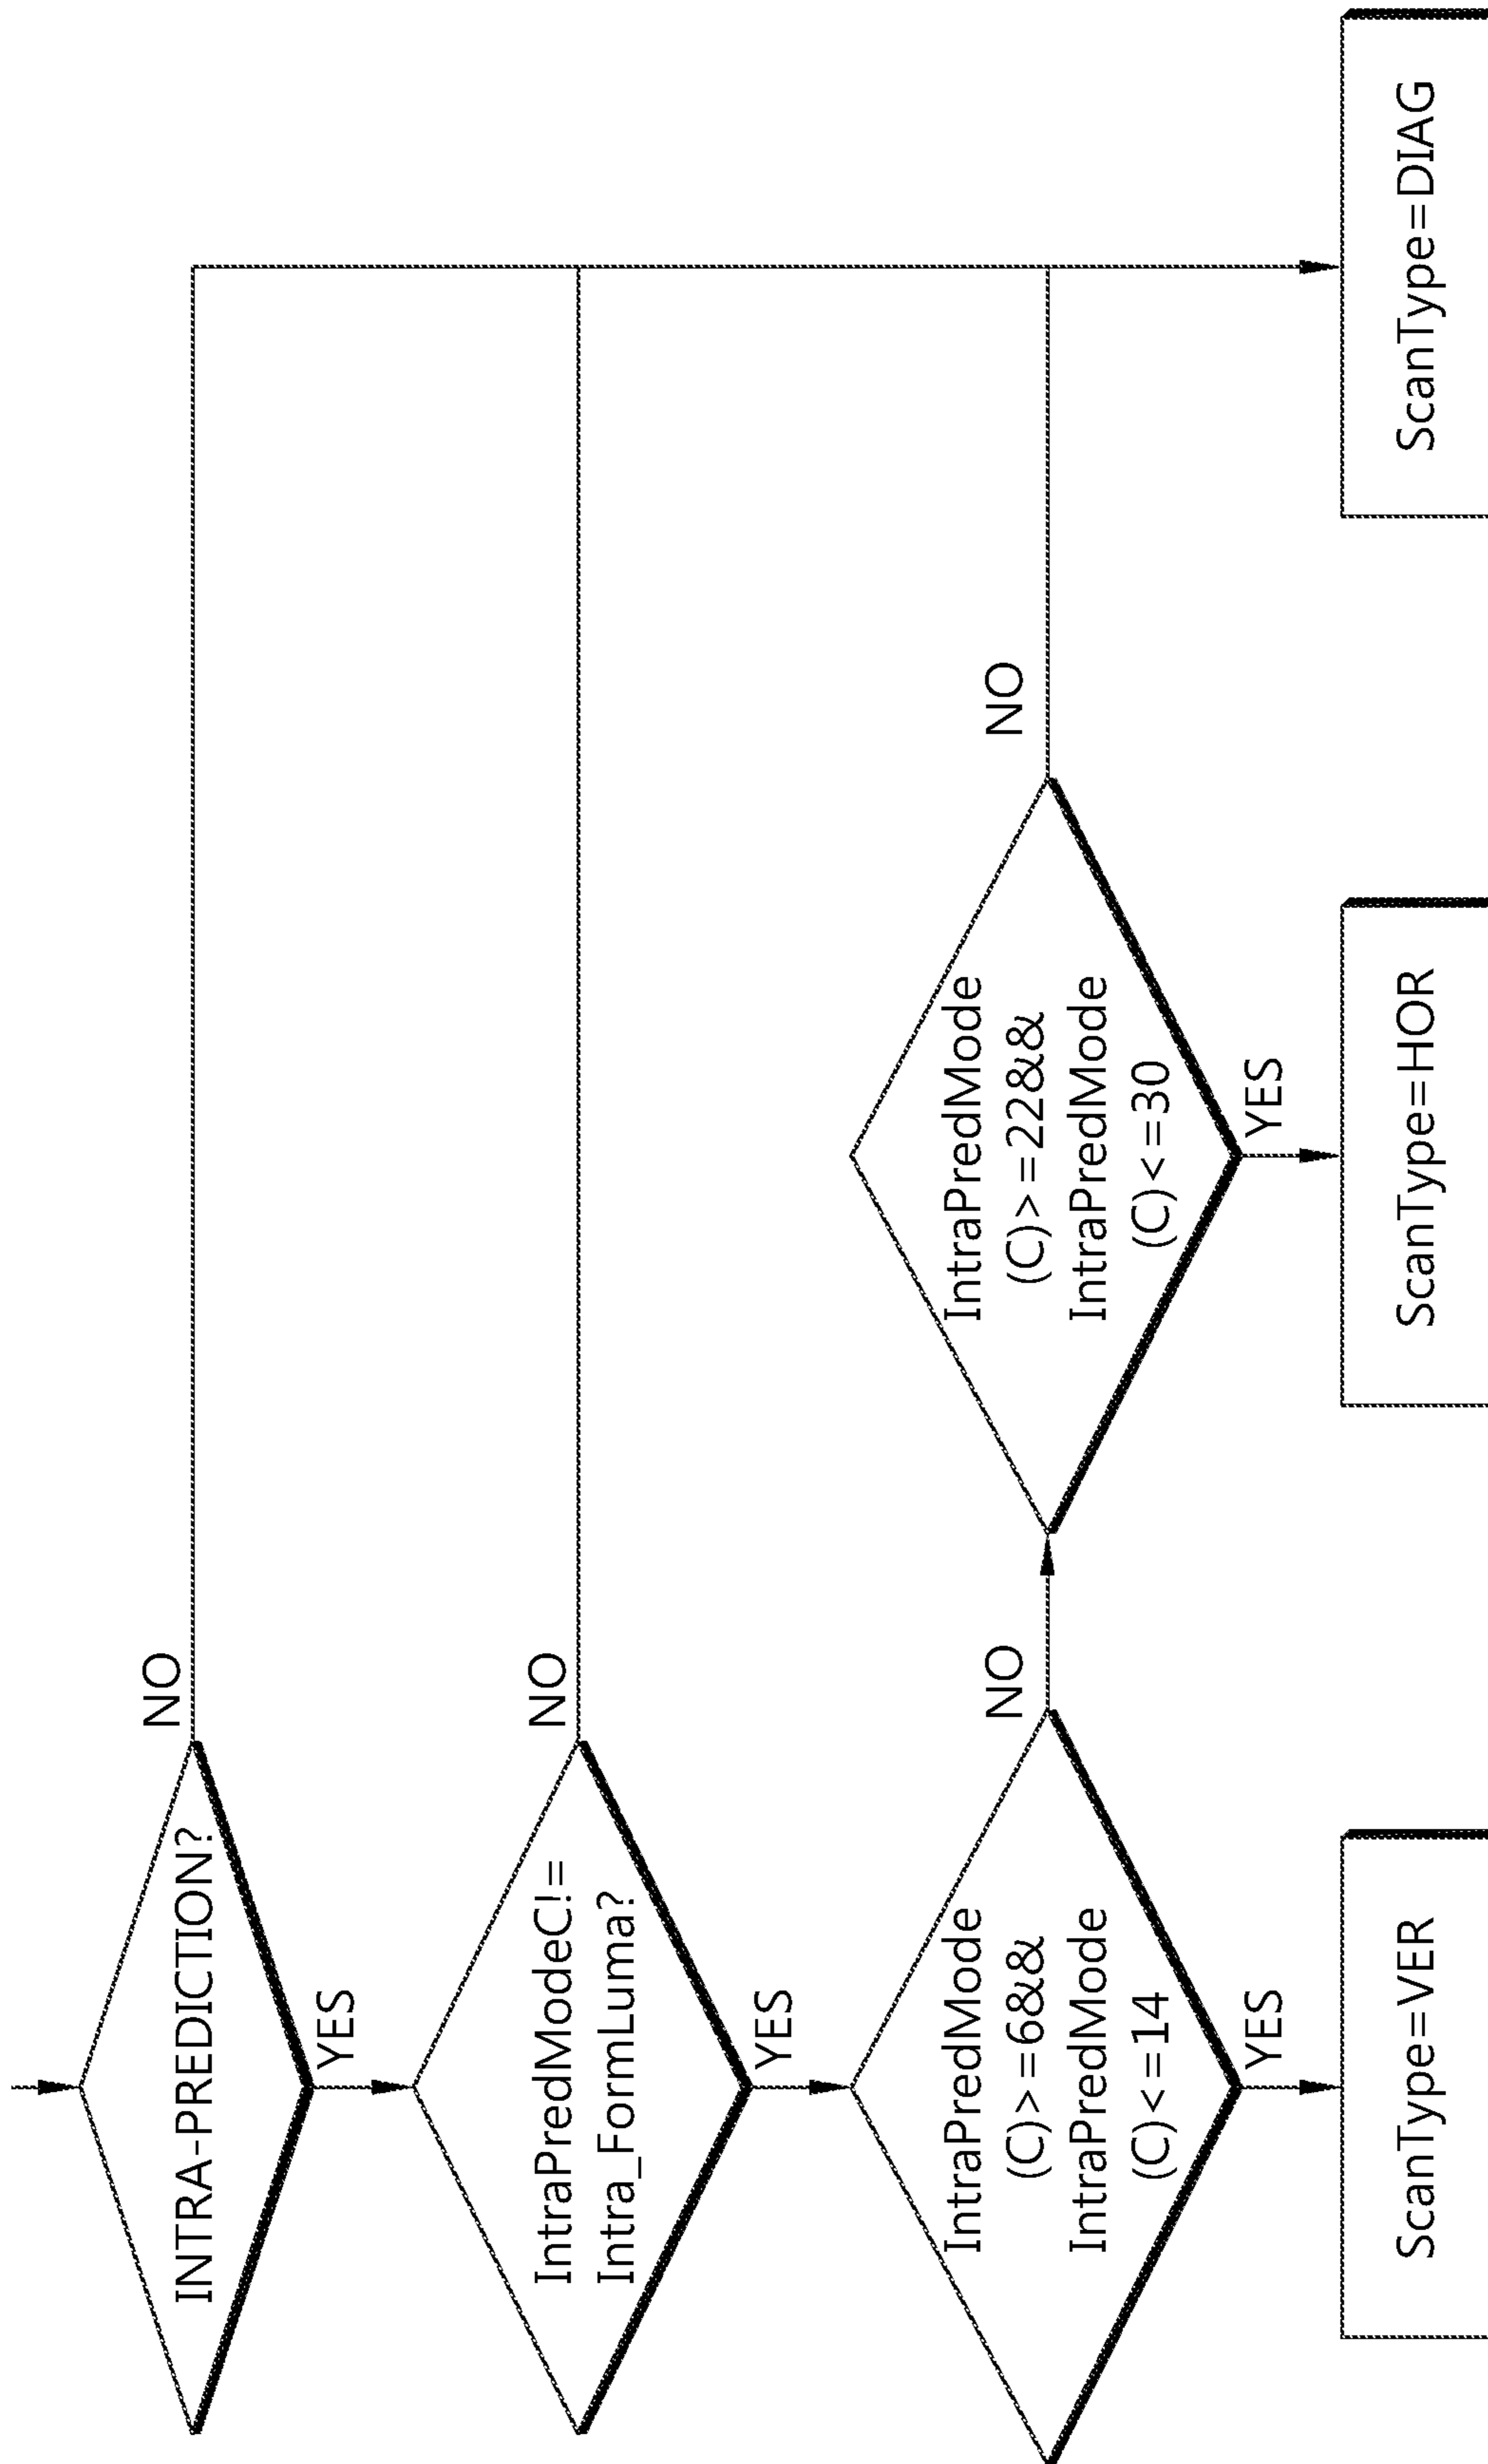 INTRA-PREDICTION?
NO
YES
IntraPredModeC!=
Intra_FormLuma?
NO
YES
IntraPredMode
(C)>=6&&
IntraPredMode
(C)<=14
NO
YES
IntraPredMode
(C)>=22&&
IntraPredMode
(C)<=30
NO
YES
ScanType=VER
ScanType=HOR
ScanType=DIAG